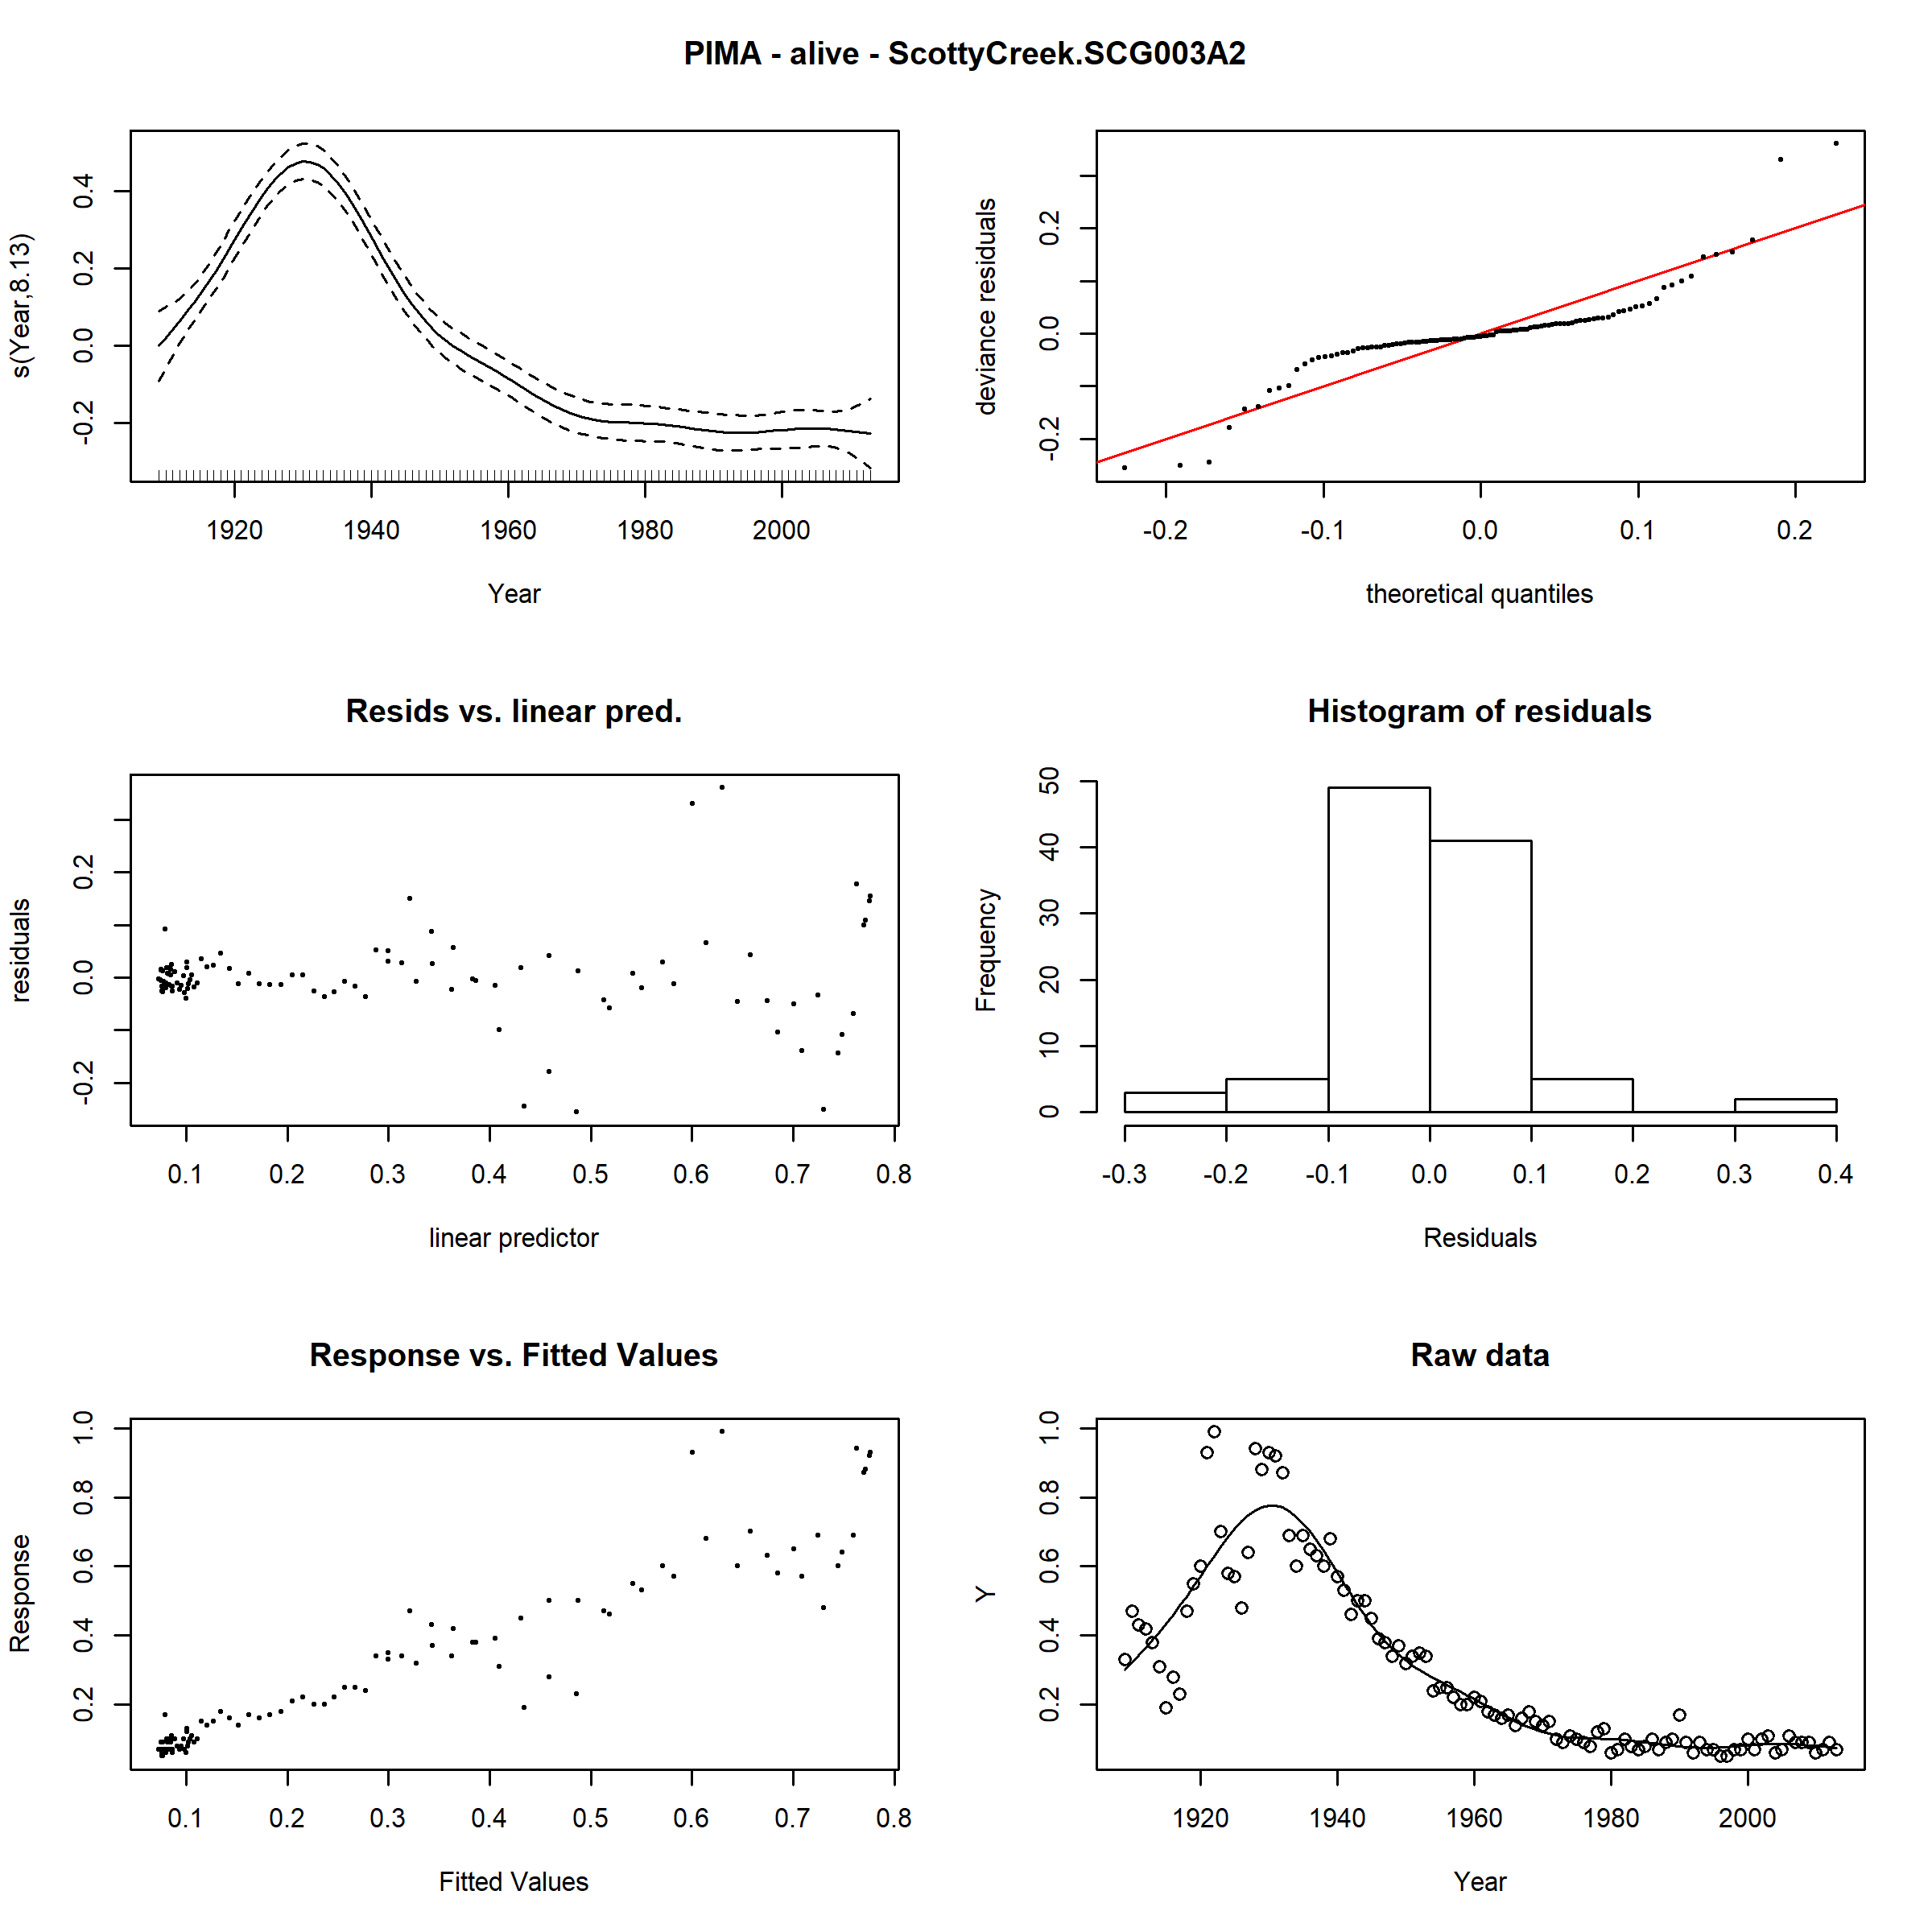 PIMA - alive - ScottyCreek.SCG003A2
s(Year,8.13)
0.4
0.2
0.0
-0.2
1920 1940 1960 1980 2000
Year
deviance residuals
0.2
0.0
-0.2
-0.2 -0.1 0.0 0.1 0.2
theoretical quantiles
Resids vs. linear pred.
residuals
0.2
0.0
-0.2
0.1 0.2 0.3 0.4 0.5 0.6 0.7 0.8
linear predictor
Histogram of residuals
Frequency
50
40
30
20
10
0
-0.3 -0.2 -0.1 0.0 0.1 0.2 0.3 0.4
Residuals
Response vs. Fitted Values
Response
1.0
0.8
0.6
0.4
0.2
0.1 0.2 0.3 0.4 0.5 0.6 0.7 0.8
Fitted Values
Raw data
Y
1.0
0.8
0.6
0.4
0.2
1920 1940 1960 1980 2000
Year